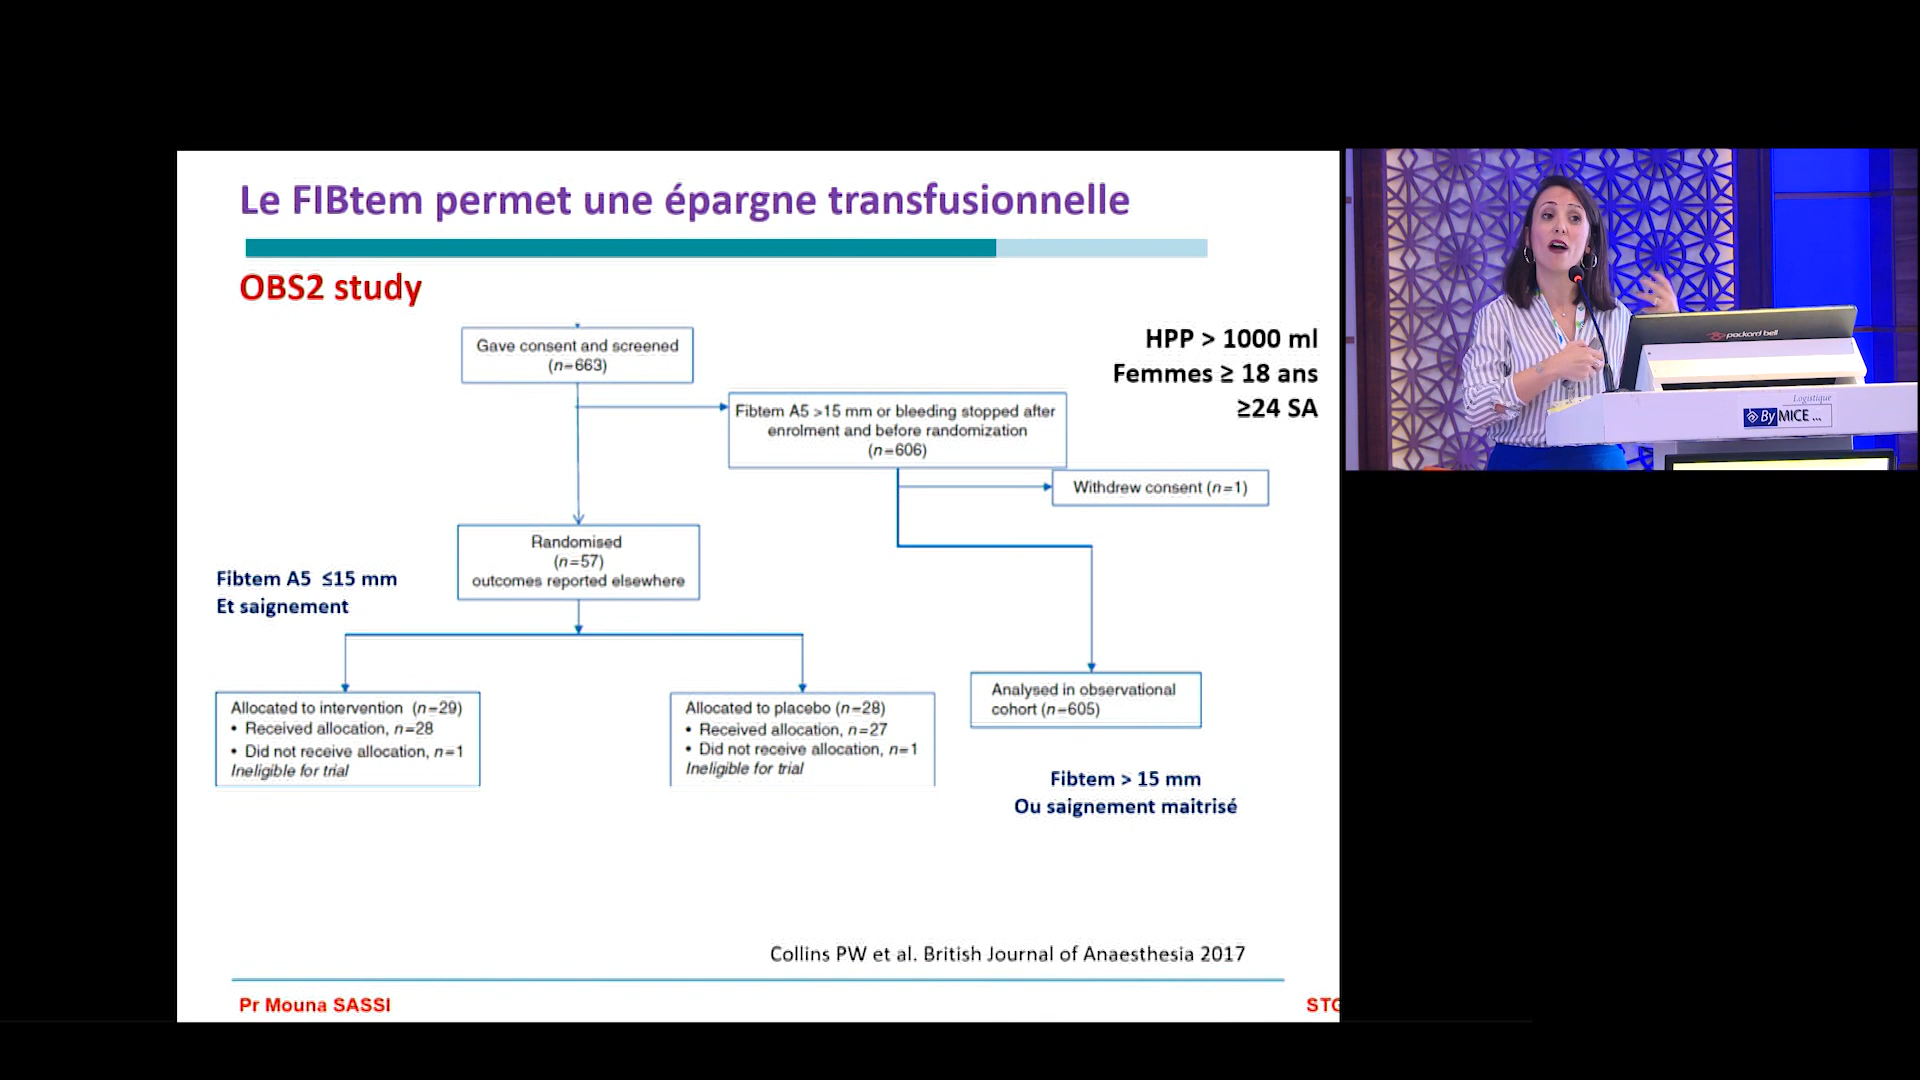 Le FIBtem permet une épargne transfusionnelle
OBS2 study
HPP > 1000 ml
Femmes ≥ 18 ans
≥24 SA
Gave consent and screened
(n=663)
Fibtem A5 >15 mm or bleeding stopped after
enrolment and before randomization
(n=606)
Withdrew consent (n=1)
Randomised
(n=57)
outcomes reported elsewhere
Fibtem A5 ≤15 mm
Et saignement
Allocated to intervention (n=29)
• Received allocation, n=28
• Did not receive allocation, n=1
Ineligible for trial
Allocated to placebo (n=28)
• Received allocation, n=27
• Did not receive allocation, n=1
Ineligible for trial
Analysed in observational
cohort (n=605)
Fibtem > 15 mm
Ou saignement maitrisé
Collins PW et al. British Journal of Anaesthesia 2017
Pr Mouna SASSI
packard bell
Logistique
By MICE ...